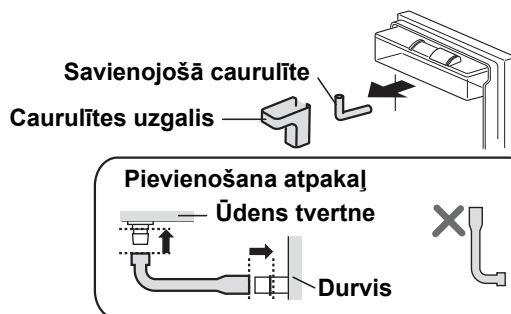 Savienojošā caurulīte
Caurulītes uzgalis
Pievienošana atpakaļ
Ūdens tvertne
Durvis